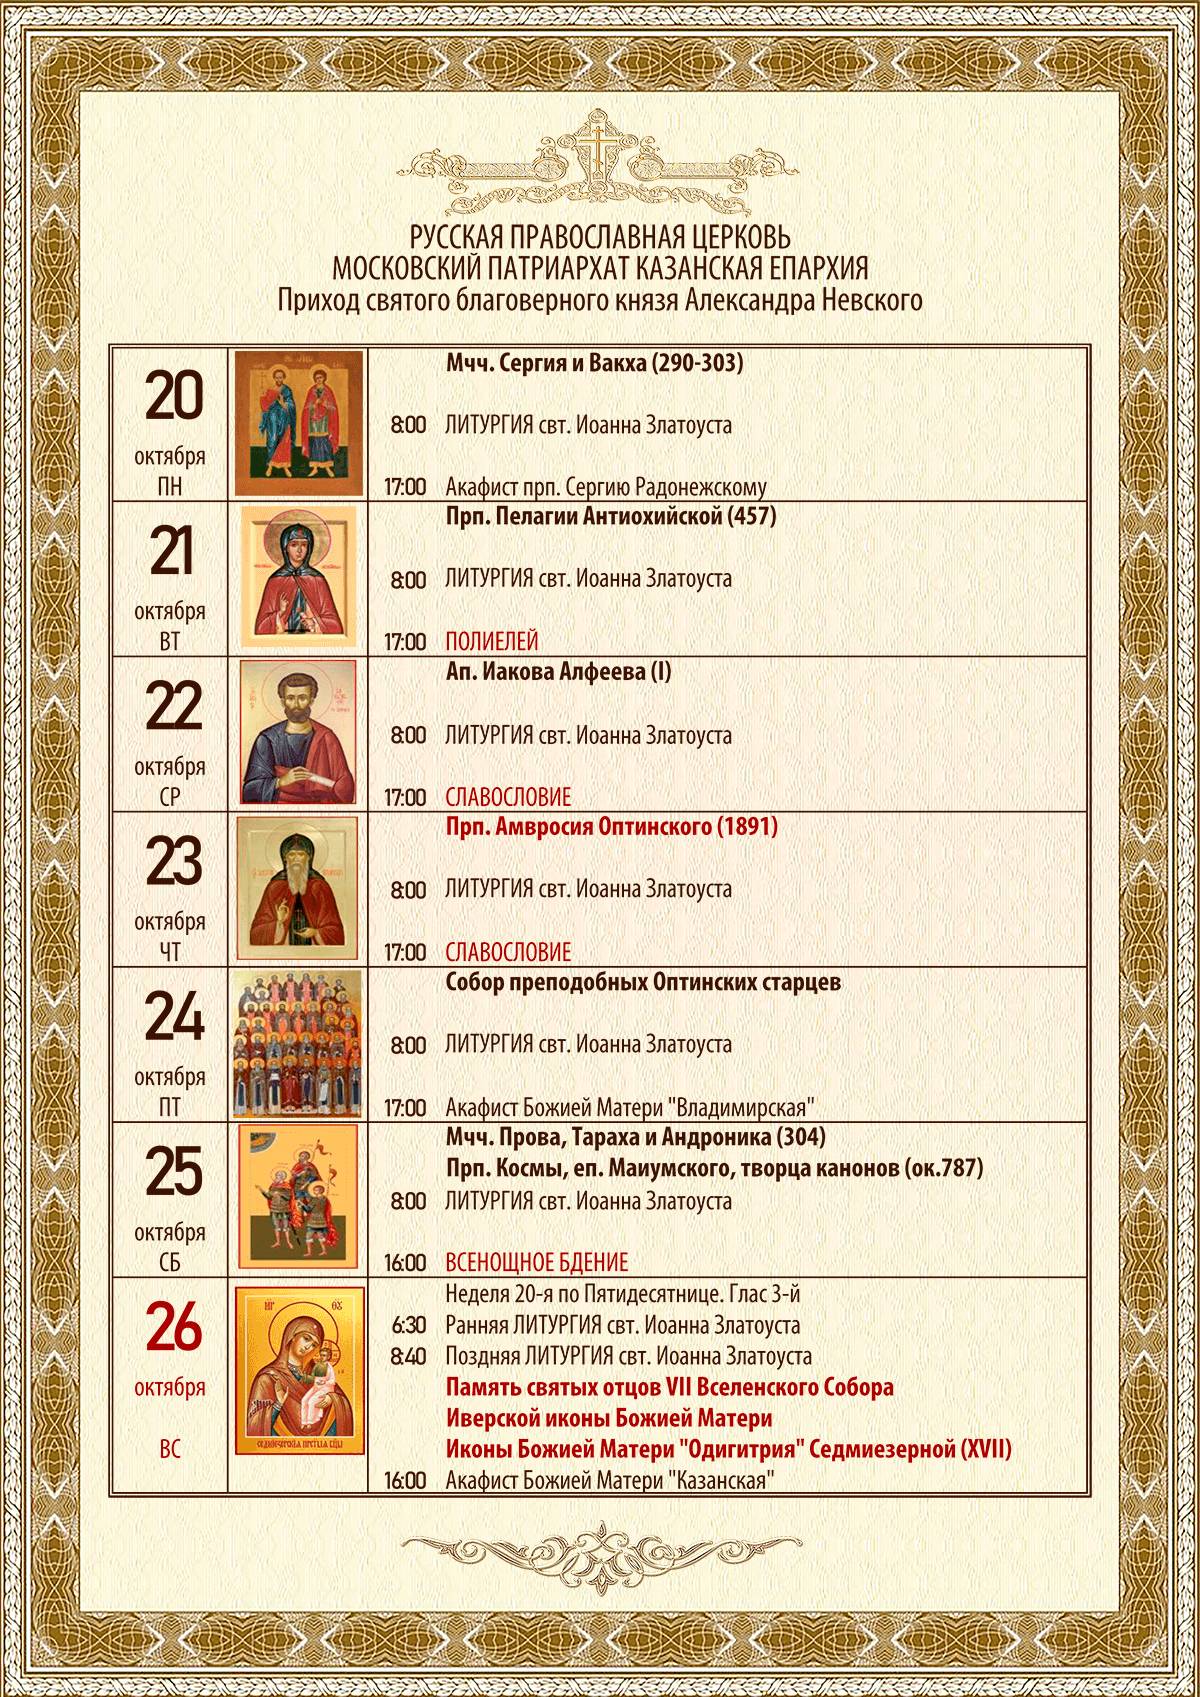 РУССКАЯ ПРАВОСЛАВНАЯ ЦЕРКОВЬ
МОСКОВСКИЙ ПАТРИАРХАТ КАЗАНСКАЯ ЕПАРХИЯ
Приход святого благоверного князя Александра Невского
20
октября
ПН
Мчч. Сергия и Вакха (290-303)
8:00 ЛИТУРГИЯ свт. Иоанна Златоуста
17:00 Акафист прп. Сергию Радонежскому
21
октября
ВТ
Прп. Пелагии Антиохийской (457)
8:00 ЛИТУРГИЯ свт. Иоанна Златоуста
17:00 ПОЛИЕЛЕЙ
22
октября
СР
Ап. Иакова Алфеева (I)
8:00 ЛИТУРГИЯ свт. Иоанна Златоуста
17:00 СЛАВОСЛОВИЕ
23
октября
ЧТ
Прп. Амвросия Оптинского (1891)
8:00 ЛИТУРГИЯ свт. Иоанна Златоуста
17:00 СЛАВОСЛОВИЕ
24
октября
ПТ
Собор преподобных Оптинских старцев
8:00 ЛИТУРГИЯ свт. Иоанна Златоуста
17:00 Акафист Божией Матери "Владимирская"
25
октября
СБ
Мчч. Прова, Тараха и Андроника (304)
Прп. Космы, еп. Маиумского, творца канонов (ок.787)
8:00 ЛИТУРГИЯ свт. Иоанна Златоуста
16:00 ВСЕНОЩНОЕ БДЕНИЕ
26
октября
ВС
Неделя 20-я по Пятидесятнице. Глас 3-й
6:30 Ранняя ЛИТУРГИЯ свт. Иоанна Златоуста
8:40 Поздняя ЛИТУРГИЯ свт. Иоанна Златоуста
Память святых отцов VII Вселенского Собора
Иверской иконы Божией Матери
Иконы Божией Матери "Одигитрия" Седмиезерной (XVII)
16:00 Акафист Божией Матери "Казанская"